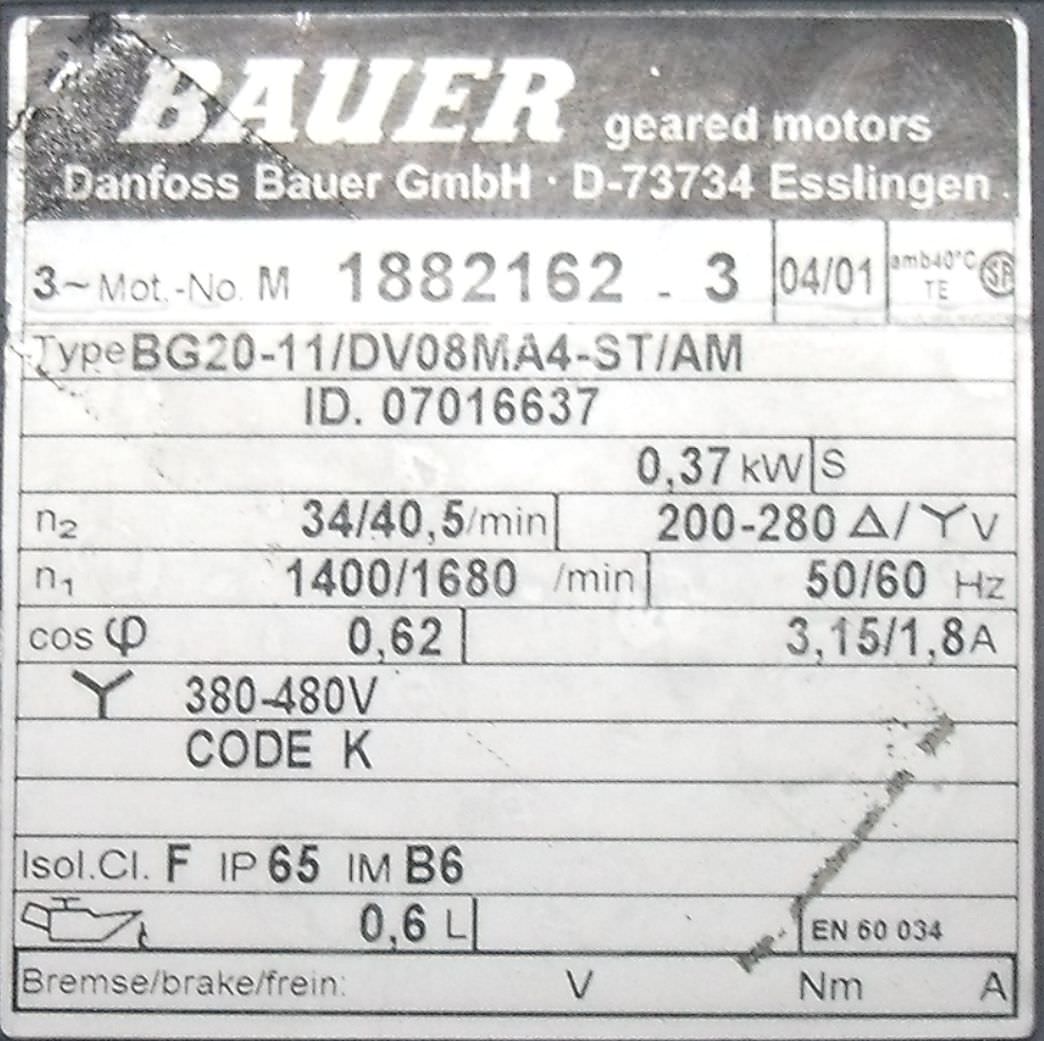 BAUER geared motors
Danfoss Bauer GmbH · D-73734 Esslingen
3~ Mot.-No. M 1882162 - 3 04/01 amb40°C TE
Type BG20-11/DV08MA4-ST/AM
ID. 07016637
0,37 kW S
n₂ 34/40,5/min 200-280 Δ/Y V
n₁ 1400/1680 /min 50/60 Hz
cos φ 0,62 3,15/1,8 A
Y 380-480V
CODE K
Isol.Cl. F IP 65 IM B6
0,6 L EN 60 034
Bremse/brake/frein: V Nm A